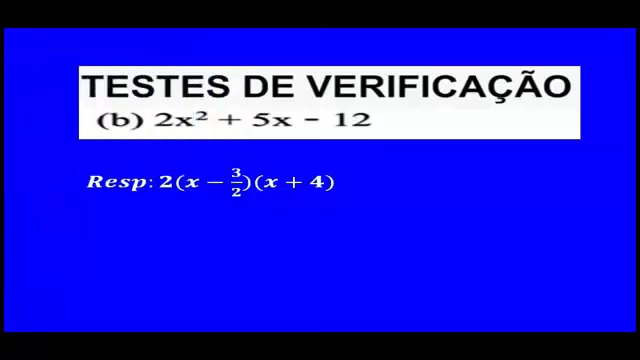 TESTES DE VERIFICAÇÃO
(b) 2x² + 5x - 12
Resp: 2(x − 3/2)(x + 4)